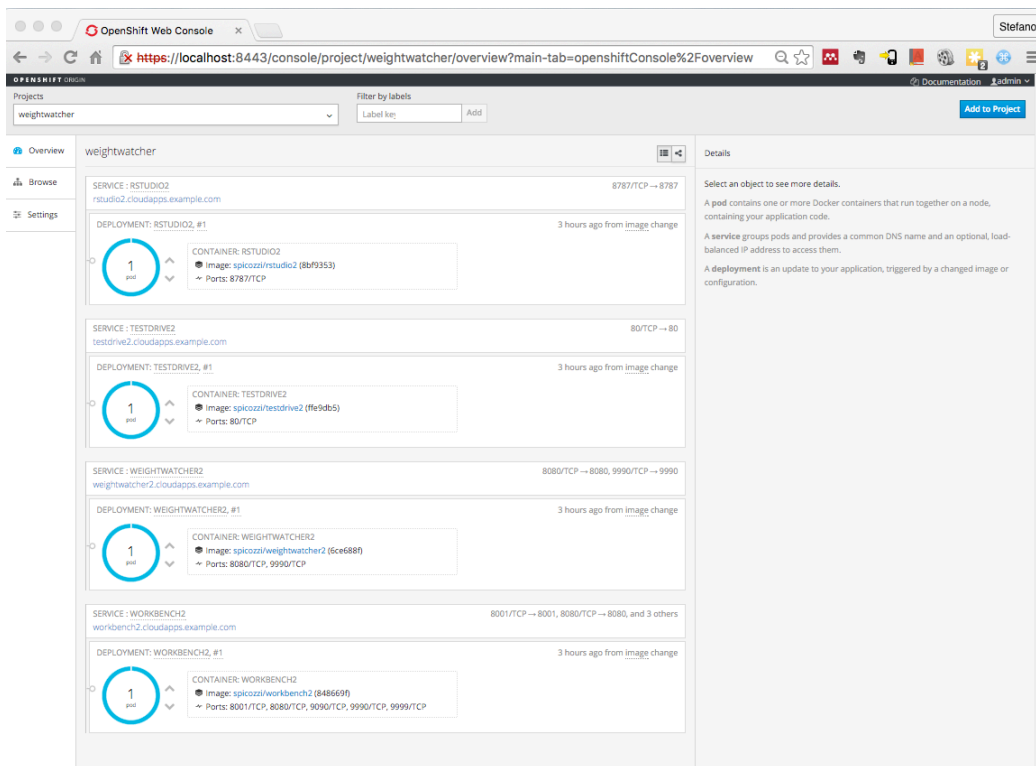 OpenShift Web Console ×
Stefano
https://localhost:8443/console/project/weightwatcher/overview?main-tab=openshiftConsole%2Foverview
2
OPENSHIFT ORIGIN
Documentation admin
Projects
Filter by labels
weightwatcher
Label key
Add
Add to Project
Overview
Browse
Settings
weightwatcher
SERVICE : RSTUDIO2 8787/TCP → 8787
rstudio2.cloudapps.example.com
DEPLOYMENT: RSTUDIO2, #1 3 hours ago from image change
1
pod
CONTAINER: RSTUDIO2
Image: spicozzi/rstudio2 (8bf9353)
Ports: 8787/TCP
SERVICE : TESTDRIVE2 80/TCP → 80
testdrive2.cloudapps.example.com
DEPLOYMENT: TESTDRIVE2, #1 3 hours ago from image change
1
pod
CONTAINER: TESTDRIVE2
Image: spicozzi/testdrive2 (ffe9db5)
Ports: 80/TCP
SERVICE : WEIGHTWATCHER2 8080/TCP → 8080, 9990/TCP → 9990
weightwatcher2.cloudapps.example.com
DEPLOYMENT: WEIGHTWATCHER2, #1 3 hours ago from image change
1
pod
CONTAINER: WEIGHTWATCHER2
Image: spicozzi/weightwatcher2 (6ce688f)
Ports: 8080/TCP, 9990/TCP
SERVICE : WORKBENCH2 8001/TCP → 8001, 8080/TCP → 8080, and 3 others
workbench2.cloudapps.example.com
DEPLOYMENT: WORKBENCH2, #1 3 hours ago from image change
1
pod
CONTAINER: WORKBENCH2
Image: spicozzi/workbench2 (848669f)
Ports: 8001/TCP, 8080/TCP, 9090/TCP, 9990/TCP, 9999/TCP
Details
Select an object to see more details.
A pod contains one or more Docker containers that run together on a node,
containing your application code.
A service groups pods and provides a common DNS name and an optional, load-
balanced IP address to access them.
A deployment is an update to your application, triggered by a changed image or
configuration.